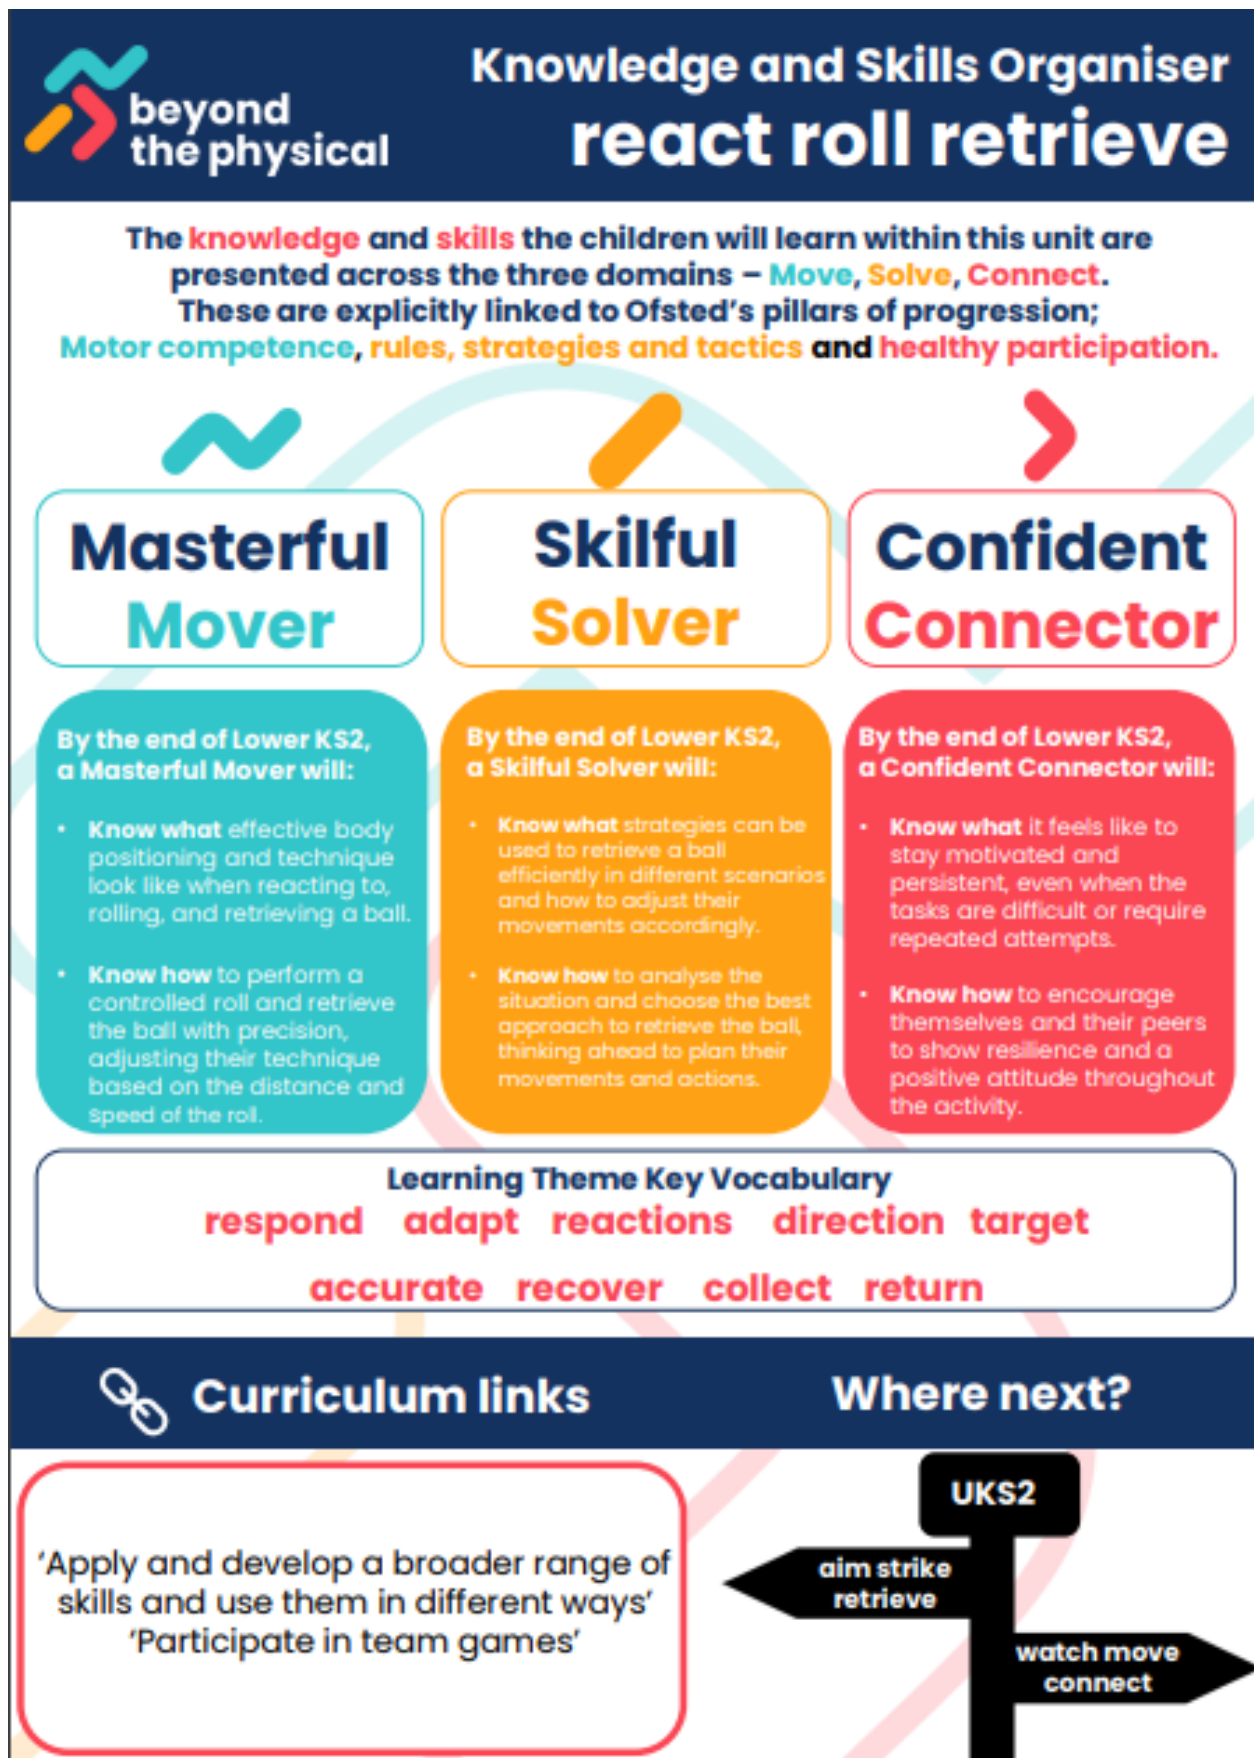 beyond
the physical
Knowledge and Skills Organiser
react roll retrieve
The knowledge and skills the children will learn within this unit are
presented across the three domains – Move, Solve, Connect.
These are explicitly linked to Ofsted's pillars of progression;
Motor competence, rules, strategies and tactics and healthy participation.
Masterful
Mover
Skilful
Solver
Confident
Connector
By the end of Lower KS2,
a Masterful Mover will:
• Know what effective body
positioning and technique
look like when reacting to,
rolling, and retrieving a ball.
• Know how to perform a
controlled roll and retrieve
the ball with precision,
adjusting their technique
based on the distance and
speed of the roll.
By the end of Lower KS2,
a Skilful Solver will:
• Know what strategies can be
used to retrieve a ball
efficiently in different scenarios
and how to adjust their
movements accordingly.
• Know how to analyse the
situation and choose the best
approach to retrieve the ball,
thinking ahead to plan their
movements and actions.
By the end of Lower KS2,
a Confident Connector will:
• Know what it feels like to
stay motivated and
persistent, even when the
tasks are difficult or require
repeated attempts.
• Know how to encourage
themselves and their peers
to show resilience and a
positive attitude throughout
the activity.
Learning Theme Key Vocabulary
respond adapt reactions direction target
accurate recover collect return
Curriculum links
'Apply and develop a broader range of
skills and use them in different ways'
'Participate in team games'
Where next?
UKS2
aim strike
retrieve
watch move
connect